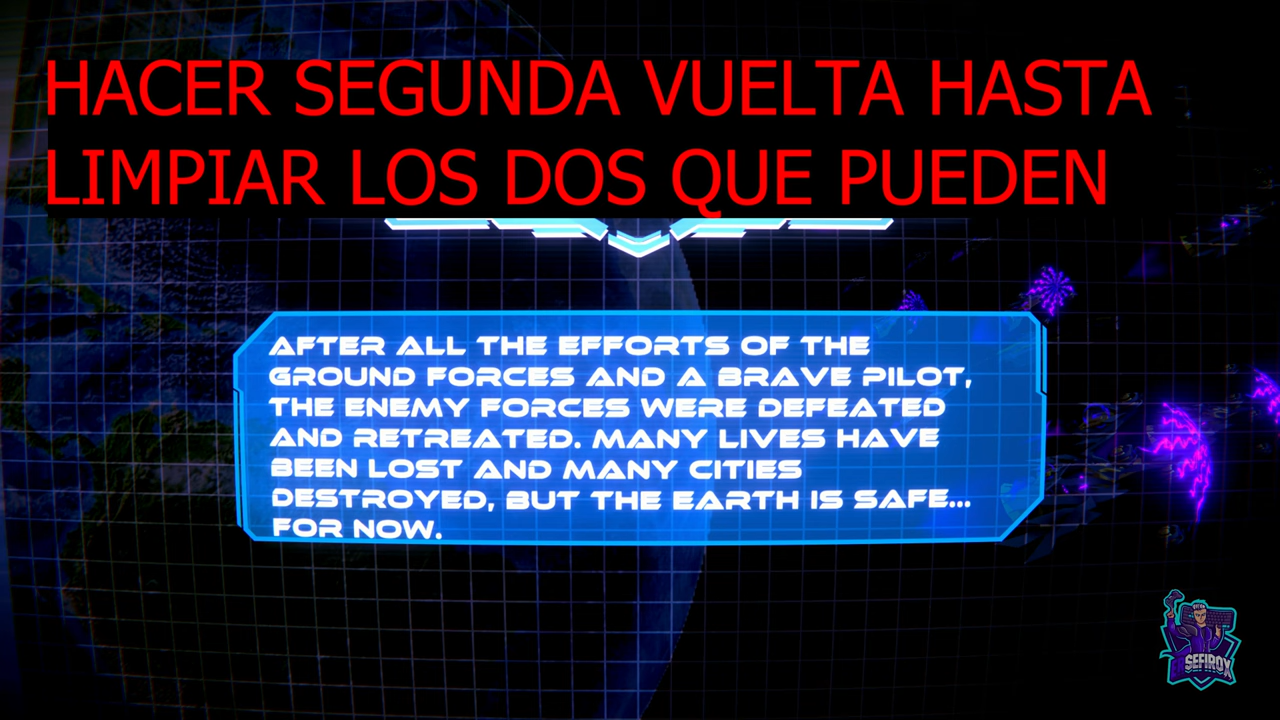 HACER SEGUNDA VUELTA HASTA
LIMPIAR LOS DOS QUE PUEDEN
AFTER ALL THE EFFORTS OF THE
GROUND FORCES AND A BRAVE PILOT,
THE ENEMY FORCES WERE DEFEATED
AND RETREATED. MANY LIVES HAVE
BEEN LOST AND MANY CITIES
DESTROYED, BUT THE EARTH IS SAFE...
FOR NOW.
SEFIROX